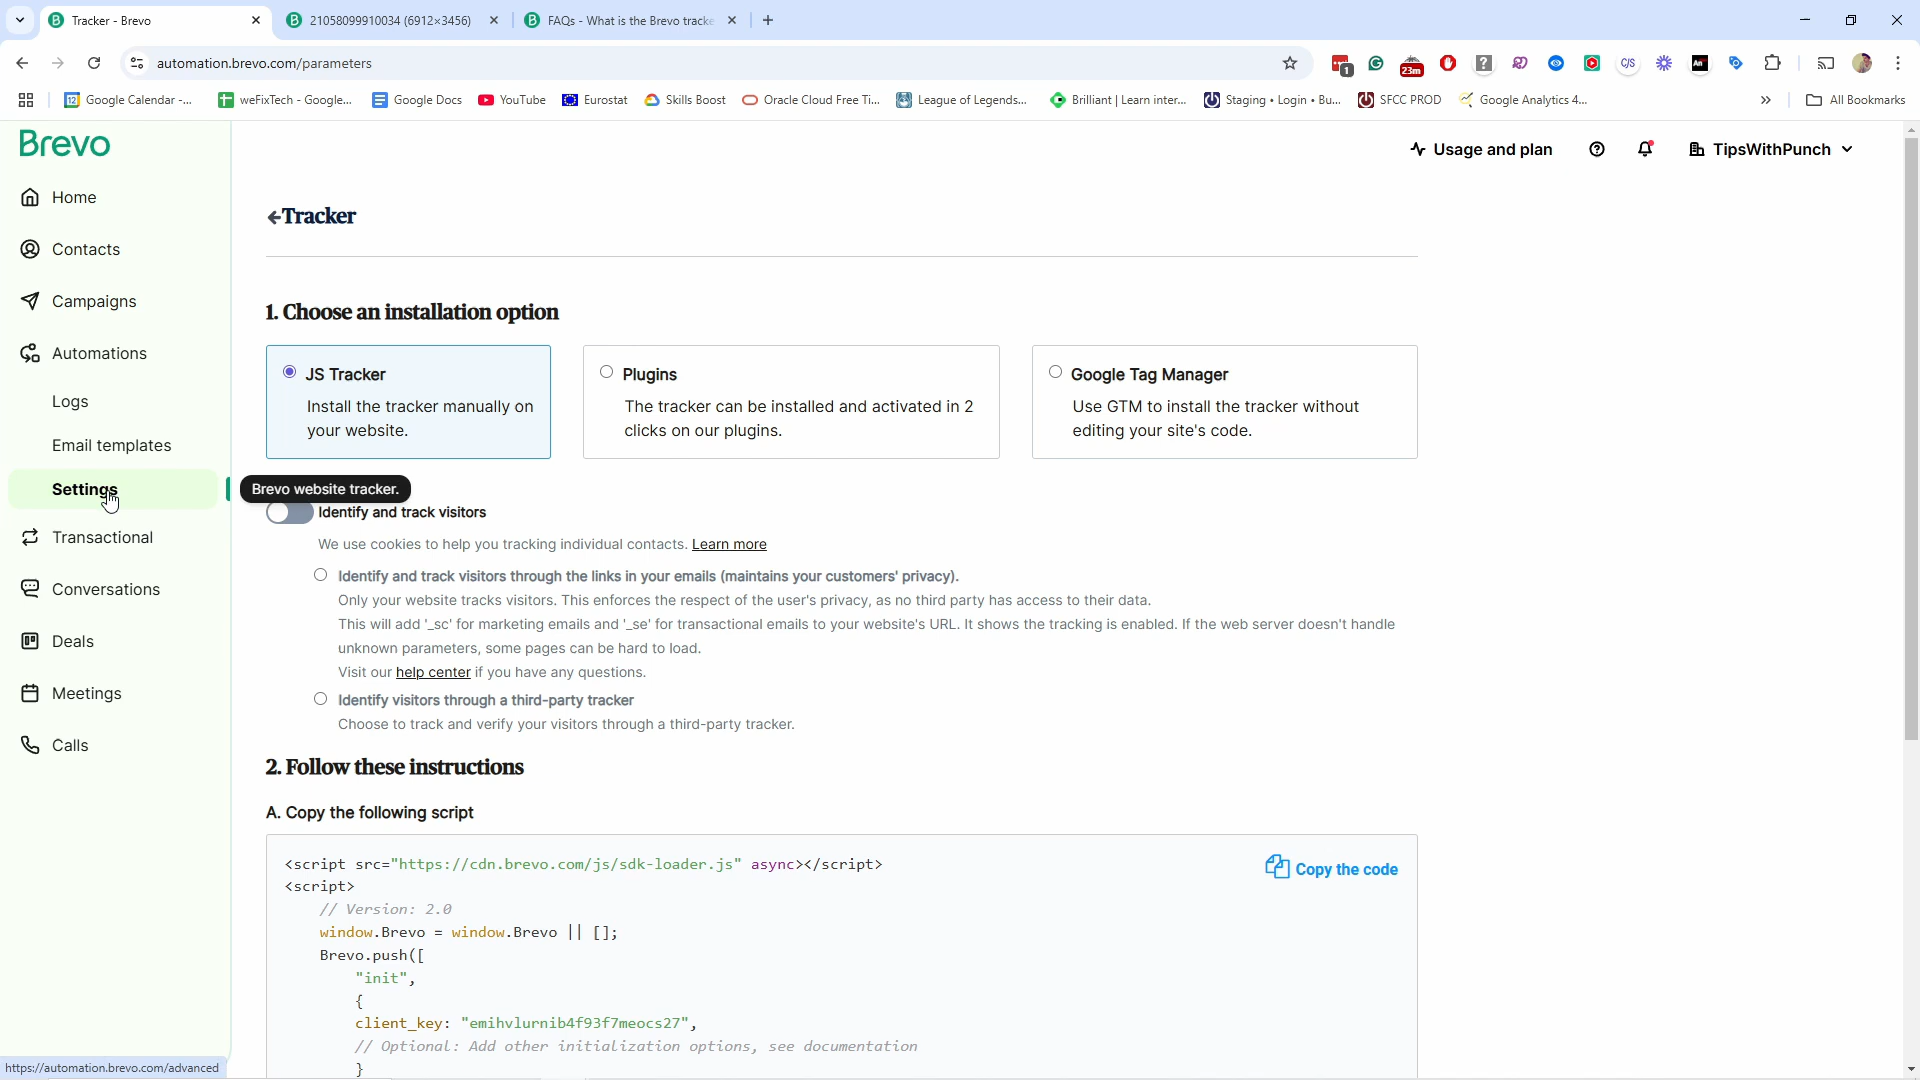 Tracker - Brevo
21058099910034 (6912×3456)
FAQs - What is the Brevo tracke
automation.brevo.com/parameters
1
23m
?
C/S
An
Google Calendar -...
weFixTech - Google...
Google Docs
YouTube
Eurostat
Skills Boost
Oracle Cloud Free Ti...
League of Legends...
Brilliant | Learn inter...
Staging • Login • Bu...
SFCC PROD
Google Analytics 4...
»
All Bookmarks
Brevo
Usage and plan
TipsWithPunch
Home
Contacts
Campaigns
Automations
Logs
Email templates
Settings
Transactional
Conversations
Deals
Meetings
Calls
←Tracker
1. Choose an installation option
JS Tracker
Install the tracker manually on
your website.
Plugins
The tracker can be installed and activated in 2
clicks on our plugins.
Google Tag Manager
Use GTM to install the tracker without
editing your site's code.
Brevo website tracker.
Identify and track visitors
We use cookies to help you tracking individual contacts. Learn more
Identify and track visitors through the links in your emails (maintains your customers' privacy).
Only your website tracks visitors. This enforces the respect of the user's privacy, as no third party has access to their data.
This will add '_sc' for marketing emails and '_se' for transactional emails to your website's URL. It shows the tracking is enabled. If the web server doesn't handle
unknown parameters, some pages can be hard to load.
Visit our help center if you have any questions.
Identify visitors through a third-party tracker
Choose to track and verify your visitors through a third-party tracker.
2. Follow these instructions
A. Copy the following script
Copy the code
<script src="https://cdn.brevo.com/js/sdk-loader.js" async></script>
<script>
// Version: 2.0
window.Brevo = window.Brevo || [];
Brevo.push([
"init",
{
client_key: "emihvlurnib4f93f7meocs27",
// Optional: Add other initialization options, see documentation
}
https://automation.brevo.com/advanced